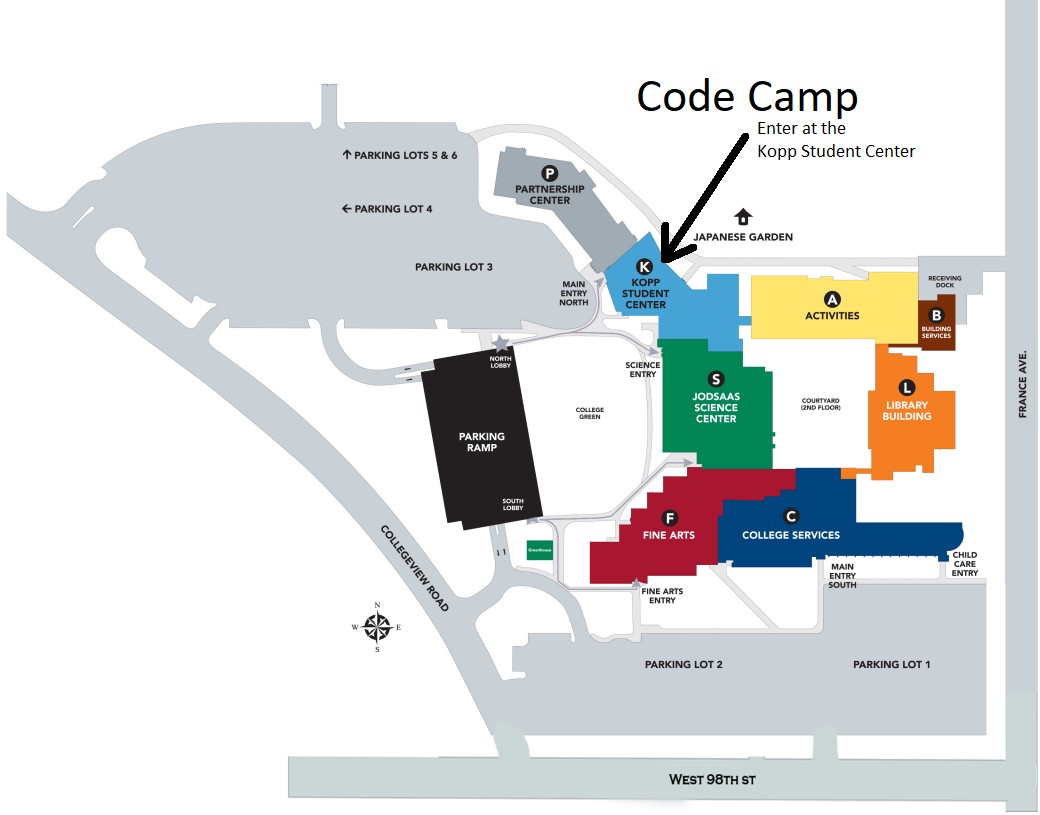 Code Camp
Enter at the
Kopp Student Center
↑ PARKING LOTS 5 & 6
← PARKING LOT 4
PARKING LOT 3
P
PARTNERSHIP
CENTER
JAPANESE GARDEN
K
KOPP
STUDENT
CENTER
MAIN
ENTRY
NORTH
A
ACTIVITIES
RECEIVING
DOCK
B
BUILDING
SERVICES
NORTH
LOBBY
SCIENCE
ENTRY
S
JODSAAS
SCIENCE
CENTER
COURTYARD
(2ND FLOOR)
L
LIBRARY
BUILDING
FRANCE AVE.
COLLEGE
GREEN
PARKING
RAMP
SOUTH
LOBBY
F
FINE ARTS
C
COLLEGE SERVICES
Greenhouse
CHILD
CARE
ENTRY
MAIN
ENTRY
SOUTH
FINE ARTS
ENTRY
COLLEGEVIEW ROAD
N
W
E
S
PARKING LOT 2
PARKING LOT 1
WEST 98TH ST